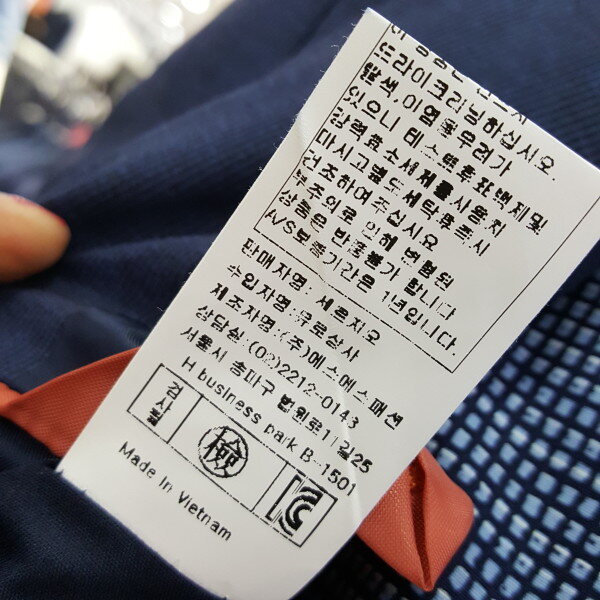 드라이크리닝하십시오.
탈색,이염될우려가
있으니 테스트후표백제및
강력효소세제를사용치
마시고별도세탁후즉시
건조하여주십시요
부주의로 인해 변형된
상품은 반품불가 합니다
A/S보증기간은 1년입니다.
판매자명: 세르지오
수입자명:유로상사
제조자명:(주)에스에스패션
상담실:(02)2212-0143
서울시 송파구 법원로11길25
H business park B-1501
검사필
檢
Made In Vietnam